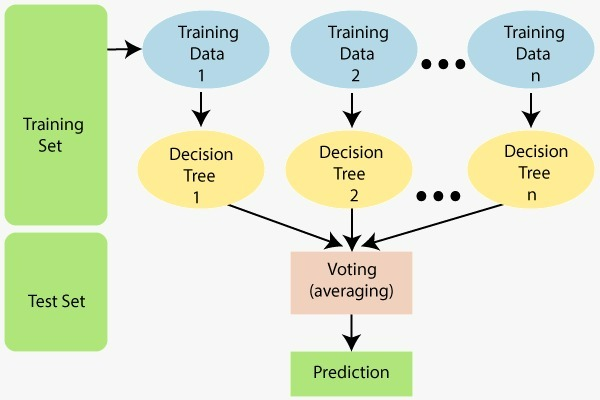 Training
Set
Training
Data
1
Training
Data
2
Training
Data
n
Decision
Tree
1
Decision
Tree
2
Decision
Tree
n
Test Set
Voting
(averaging)
Prediction